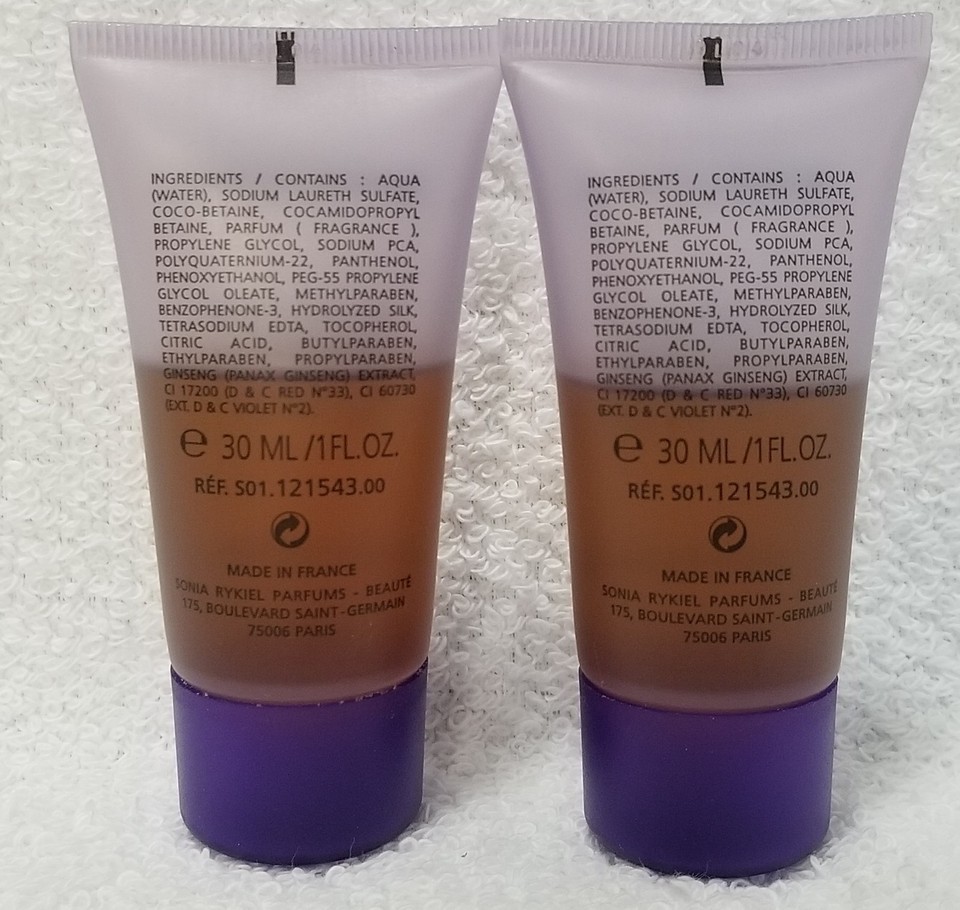 INGREDIENTS / CONTAINS : AQUA
(WATER), SODIUM LAURETH SULFATE,
COCO-BETAINE, COCAMIDOPROPYL
BETAINE, PARFUM ( FRAGRANCE ),
PROPYLENE GLYCOL, SODIUM PCA,
POLYQUATERNIUM-22, PANTHENOL,
PHENOXYETHANOL, PEG-55 PROPYLENE
GLYCOL OLEATE, METHYLPARABEN,
BENZOPHENONE-3, HYDROLYZED SILK,
TETRASODIUM EDTA, TOCOPHEROL,
CITRIC ACID, BUTYLPARABEN,
ETHYLPARABEN, PROPYLPARABEN,
GINSENG (PANAX GINSENG) EXTRACT,
CI 17200 (D & C RED N°33), CI 60730
(EXT. D & C VIOLET N°2).
e 30 ML /1FL.OZ.
RÉF. S01.121543.00
MADE IN FRANCE
SONIA RYKIEL PARFUMS - BEAUTÉ
175, BOULEVARD SAINT-GERMAIN
75006 PARIS
INGREDIENTS / CONTAINS : AQUA
(WATER), SODIUM LAURETH SULFATE,
COCO-BETAINE, COCAMIDOPROPYL
BETAINE, PARFUM ( FRAGRANCE ),
PROPYLENE GLYCOL, SODIUM PCA,
POLYQUATERNIUM-22, PANTHENOL,
PHENOXYETHANOL, PEG-55 PROPYLENE
GLYCOL OLEATE, METHYLPARABEN,
BENZOPHENONE-3, HYDROLYZED SILK,
TETRASODIUM EDTA, TOCOPHEROL,
CITRIC ACID, BUTYLPARABEN,
ETHYLPARABEN, PROPYLPARABEN,
GINSENG (PANAX GINSENG) EXTRACT,
CI 17200 (D & C RED N°33), CI 60730
(EXT. D & C VIOLET N°2).
e 30 ML /1FL.OZ.
RÉF. S01.121543.00
MADE IN FRANCE
SONIA RYKIEL PARFUMS - BEAUTÉ
175, BOULEVARD SAINT-GERMAIN
75006 PARIS